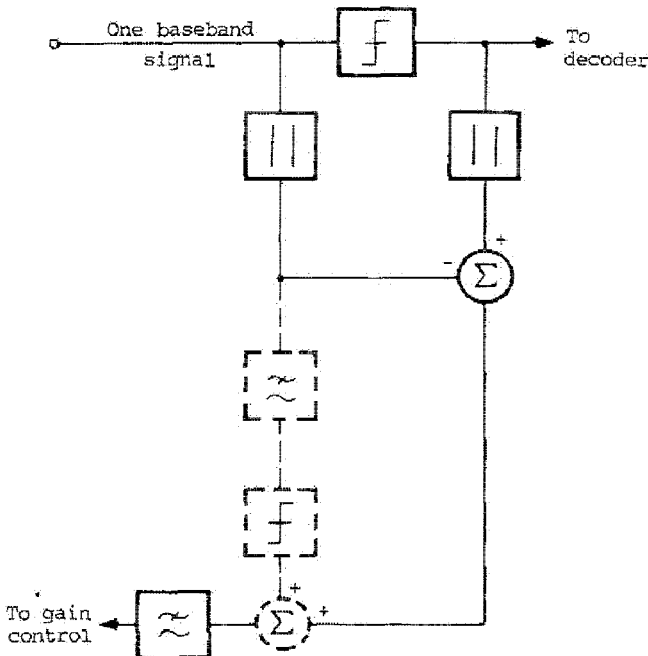 One baseband
signal
To
decoder
+
-
Σ
+
Σ
+
To gain
control